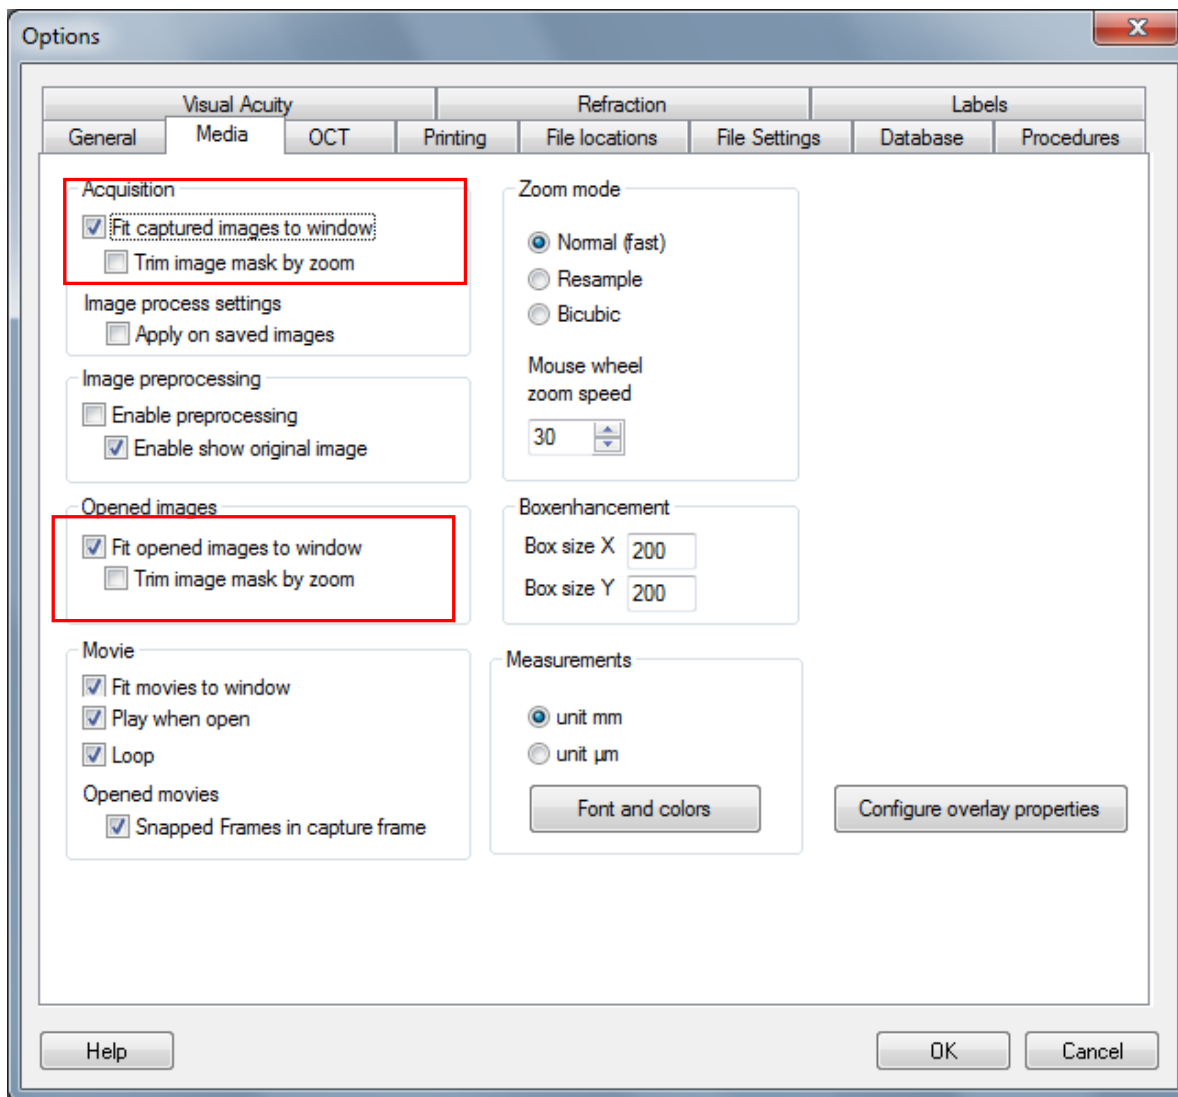 Options
Visual Acuity
Refraction
Labels
General
Media
OCT
Printing
File locations
File Settings
Database
Procedures
Acquisition
Fit captured images to window
Trim image mask by zoom
Image process settings
Apply on saved images
Image preprocessing
Enable preprocessing
Enable show original image
Opened images
Fit opened images to window
Trim image mask by zoom
Movie
Fit movies to window
Play when open
Loop
Opened movies
Snapped Frames in capture frame
Zoom mode
Normal (fast)
Resample
Bicubic
Mouse wheel
zoom speed
30
Boxenhancement
Box size X 200
Box size Y 200
Measurements
unit mm
unit µm
Font and colors
Configure overlay properties
Help
OK
Cancel